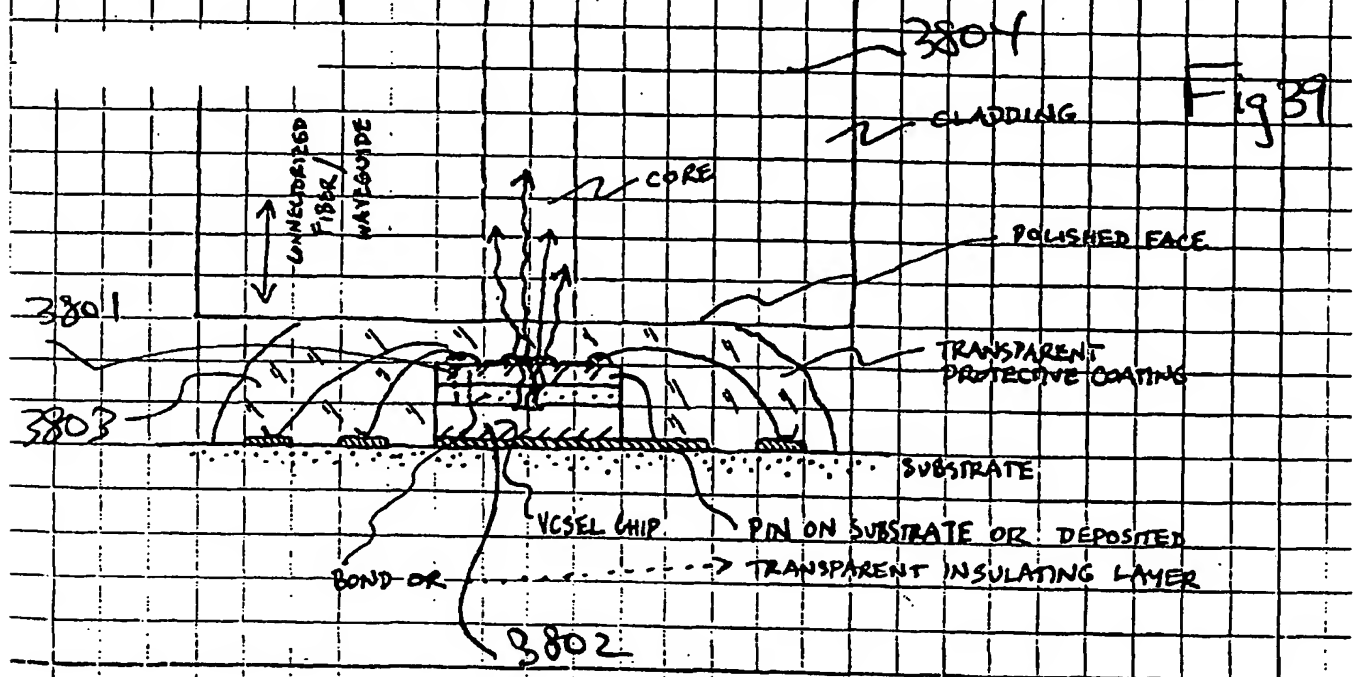 3804
Fig 39
CLADDING
CONNECTORIZED
FIBER/
WAVEGUIDE
CORE
POLISHED FACE
3801
TRANSPARENT
PROTECTIVE COATING
3803
SUBSTRATE
VCSEL CHIP
PIN ON SUBSTRATE OR DEPOSITED
BOND OR -------> TRANSPARENT INSULATING LAYER
3802